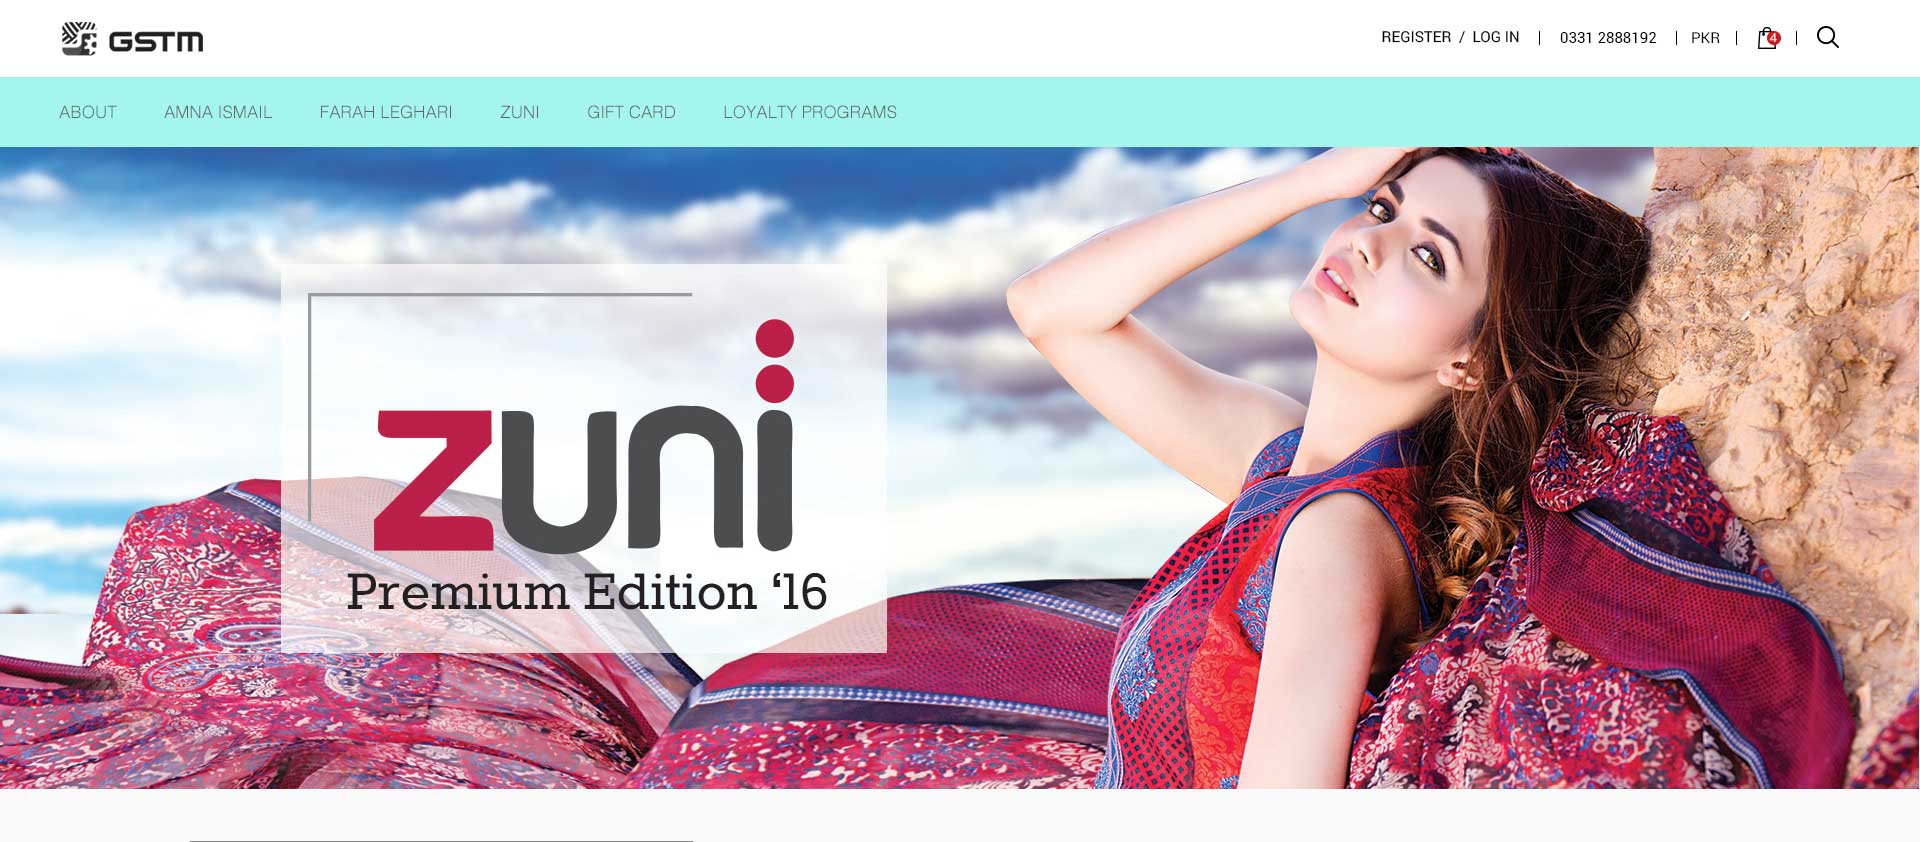 GSTM
REGISTER / LOG IN | 0331 2888192 | PKR | 4 |
ABOUT AMNA ISMAIL FARAH LEGHARI ZUNI GIFT CARD LOYALTY PROGRAMS
zuni
Premium Edition ‘16